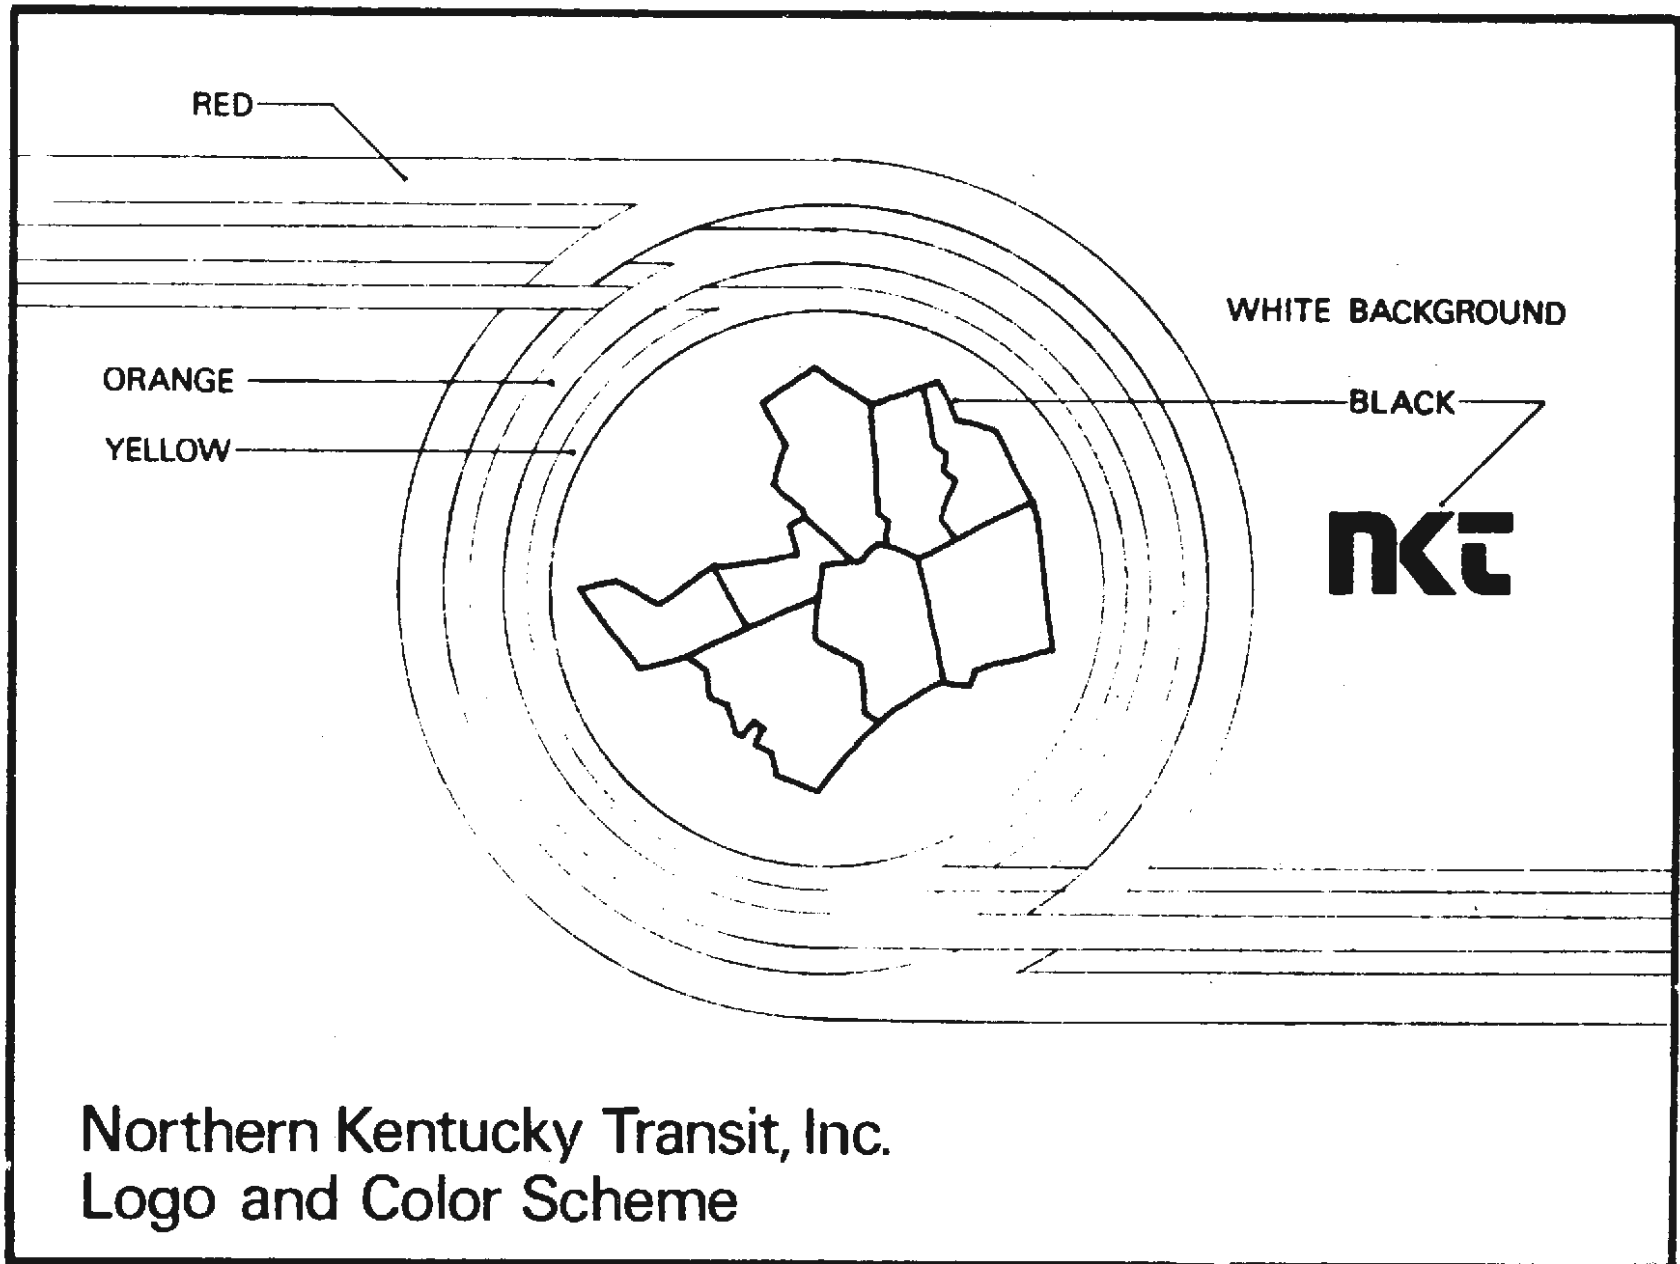 RED
WHITE BACKGROUND
ORANGE
BLACK
YELLOW
NKT
Northern Kentucky Transit, Inc.
Logo and Color Scheme